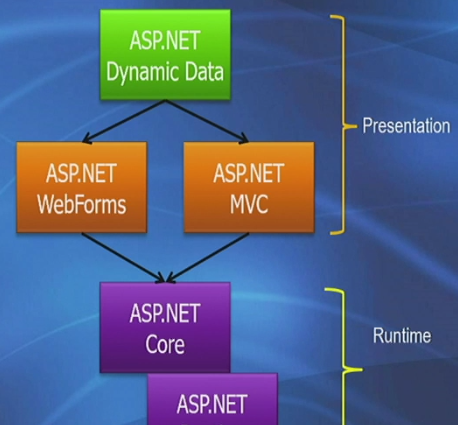 ASP.NET
Dynamic Data
Presentation
ASP.NET
WebForms
ASP.NET
MVC
ASP.NET
Core
Runtime
ASP.NET